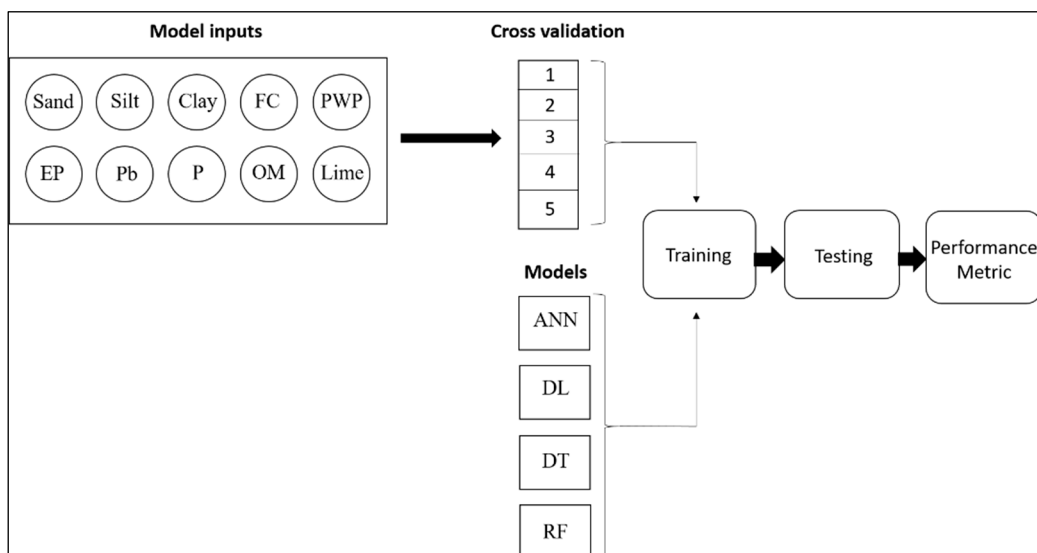 Model inputs
Sand Silt Clay FC PWP
EP Pb P OM Lime
Cross validation
1
2
3
4
5
Models
ANN
DL
DT
RF
Training
Testing
Performance
Metric